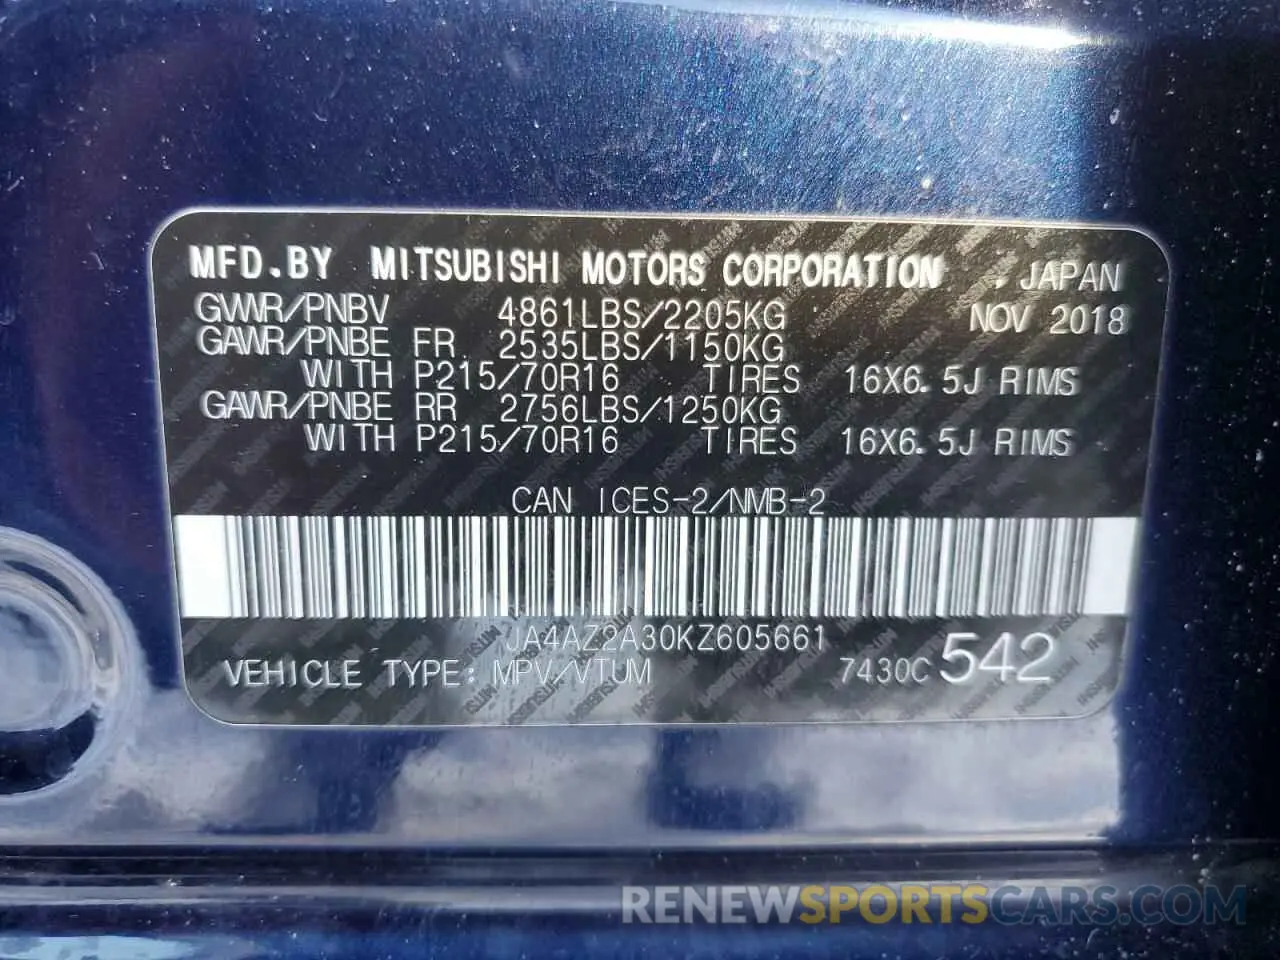 MFD.BY MITSUBISHI MOTORS CORPORATION , JAPAN
GVWR/PNBV 4861LBS/2205KG NOV 2018
GAWR/PNBE FR 2535LBS/1150KG
WITH P215/70R16 TIRES 16X6.5J RIMS
GAWR/PNBE RR 2756LBS/1250KG
WITH P215/70R16 TIRES 16X6.5J RIMS
CAN ICES-2/NMB-2
JA4AZ2A30KZ605661
VEHICLE TYPE: MPV/VTUM 7430C 542
RENEWSPORTSCARS.COM